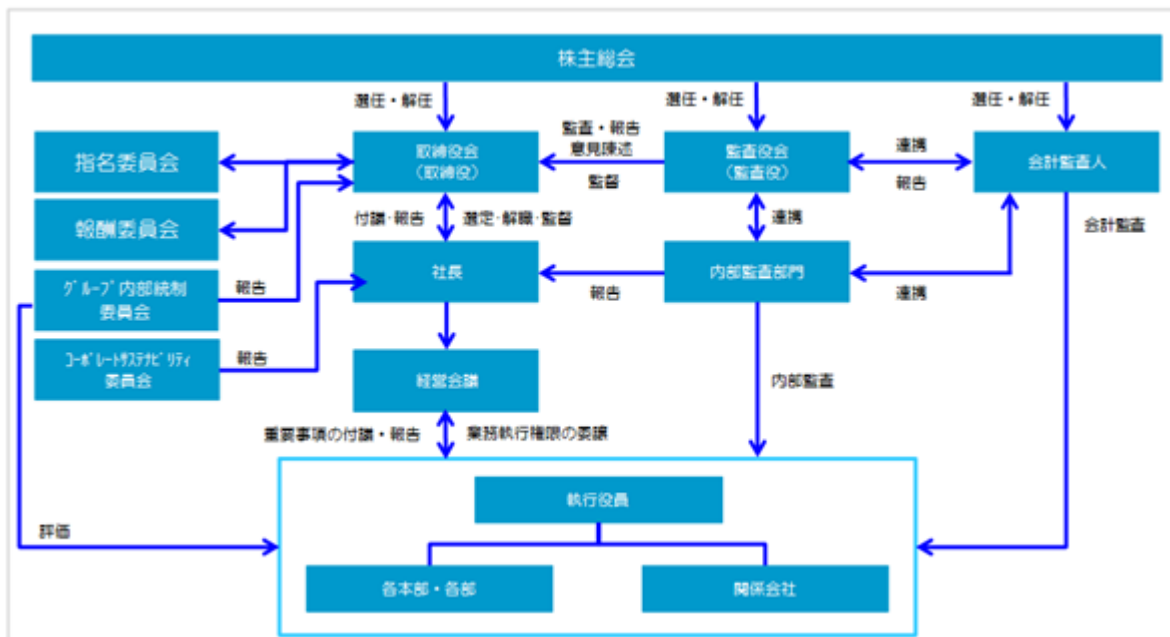 株主総会
選任・解任
選任・解任
選任・解任
指名委員会
取締役会
(取締役)
監査・報告
意見陳述
監督
監査役会
(監査役)
連携
報告
会計監査人
報酬委員会
付議・報告
選定・解職・監督
連携
会計監査
グループ内部統制
委員会
報告
社長
報告
内部監査部門
連携
コーポレートサステナビリティ
委員会
報告
経営会議
内部監査
重要事項の付議・報告
業務執行権限の委譲
執行役員
評価
各本部・各部
関係会社